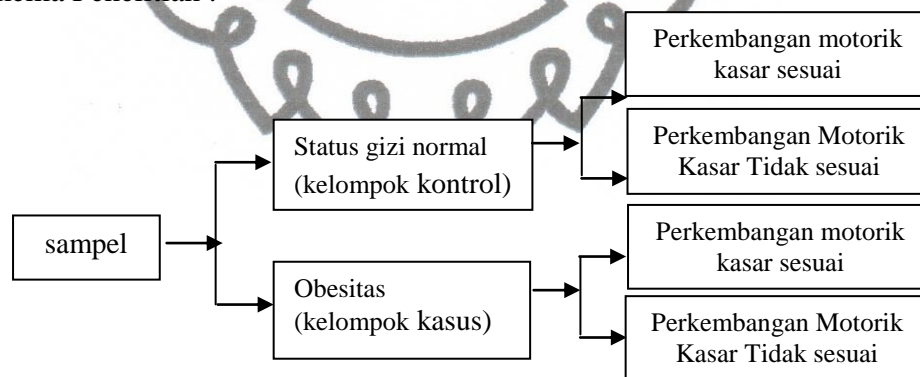 Perkembangan motorik
kasar sesuai
Status gizi normal
(kelompok kontrol)
Perkembangan Motorik
Kasar Tidak sesuai
sampel
Perkembangan motorik
kasar sesuai
Obesitas
(kelompok kasus)
Perkembangan Motorik
Kasar Tidak sesuai